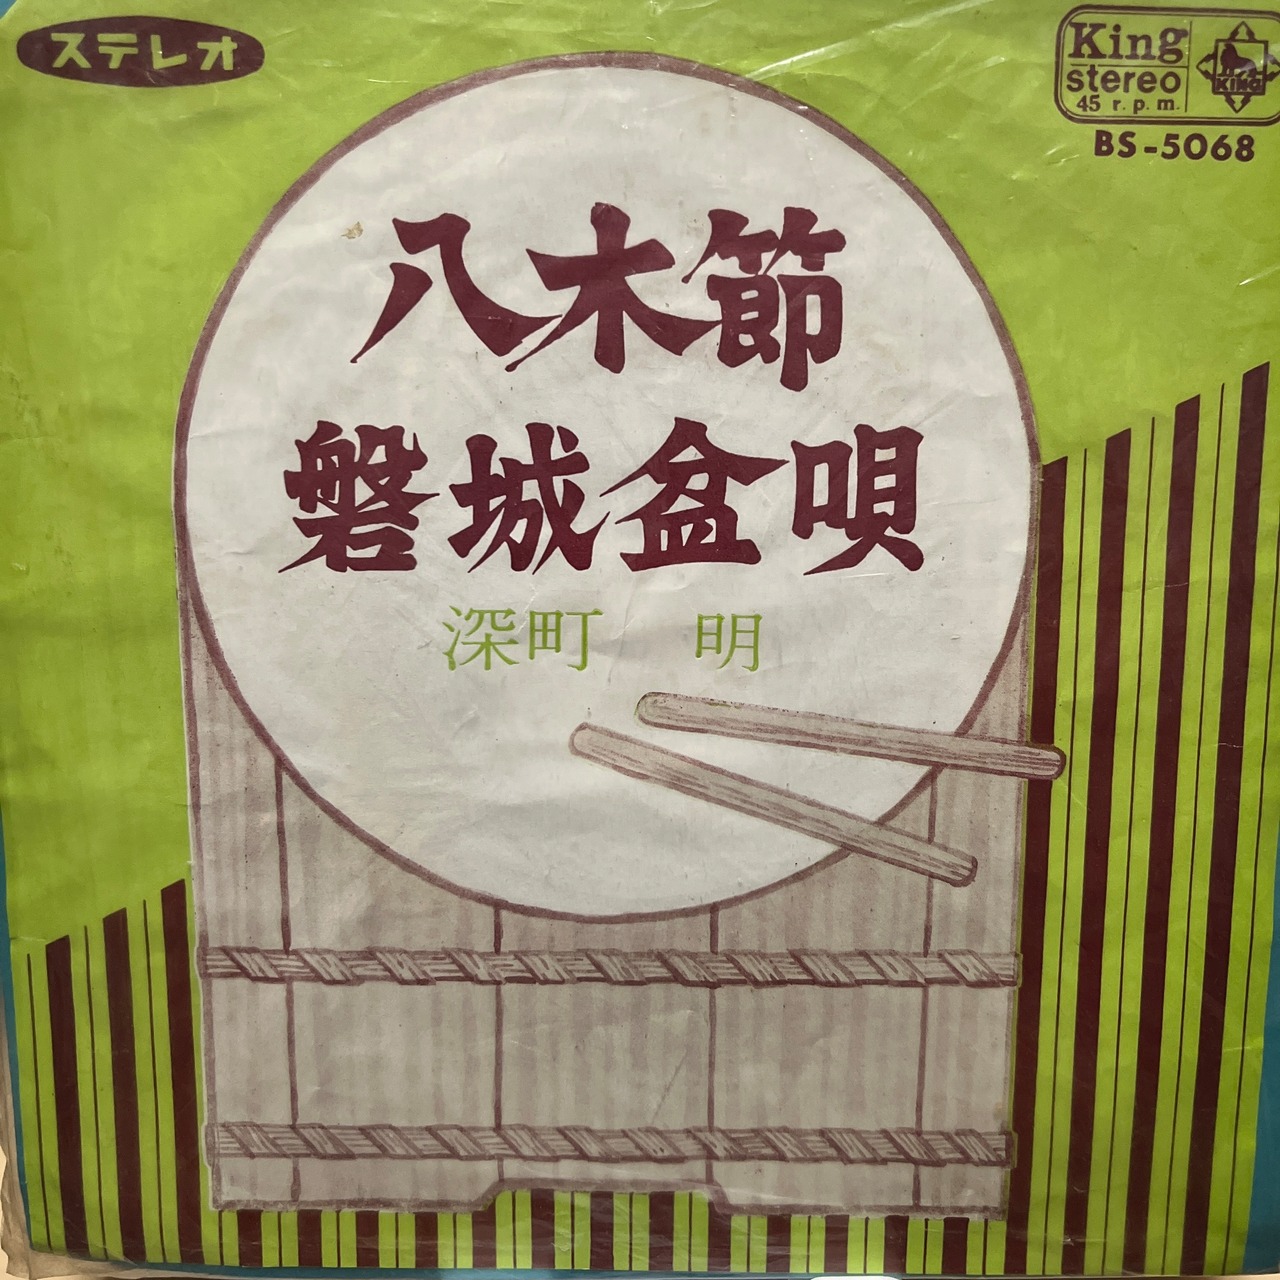 ステレオ
King
stereo
45 r.p.m.
KING
BS-5068
八木節
磐城盆唄
深町 明